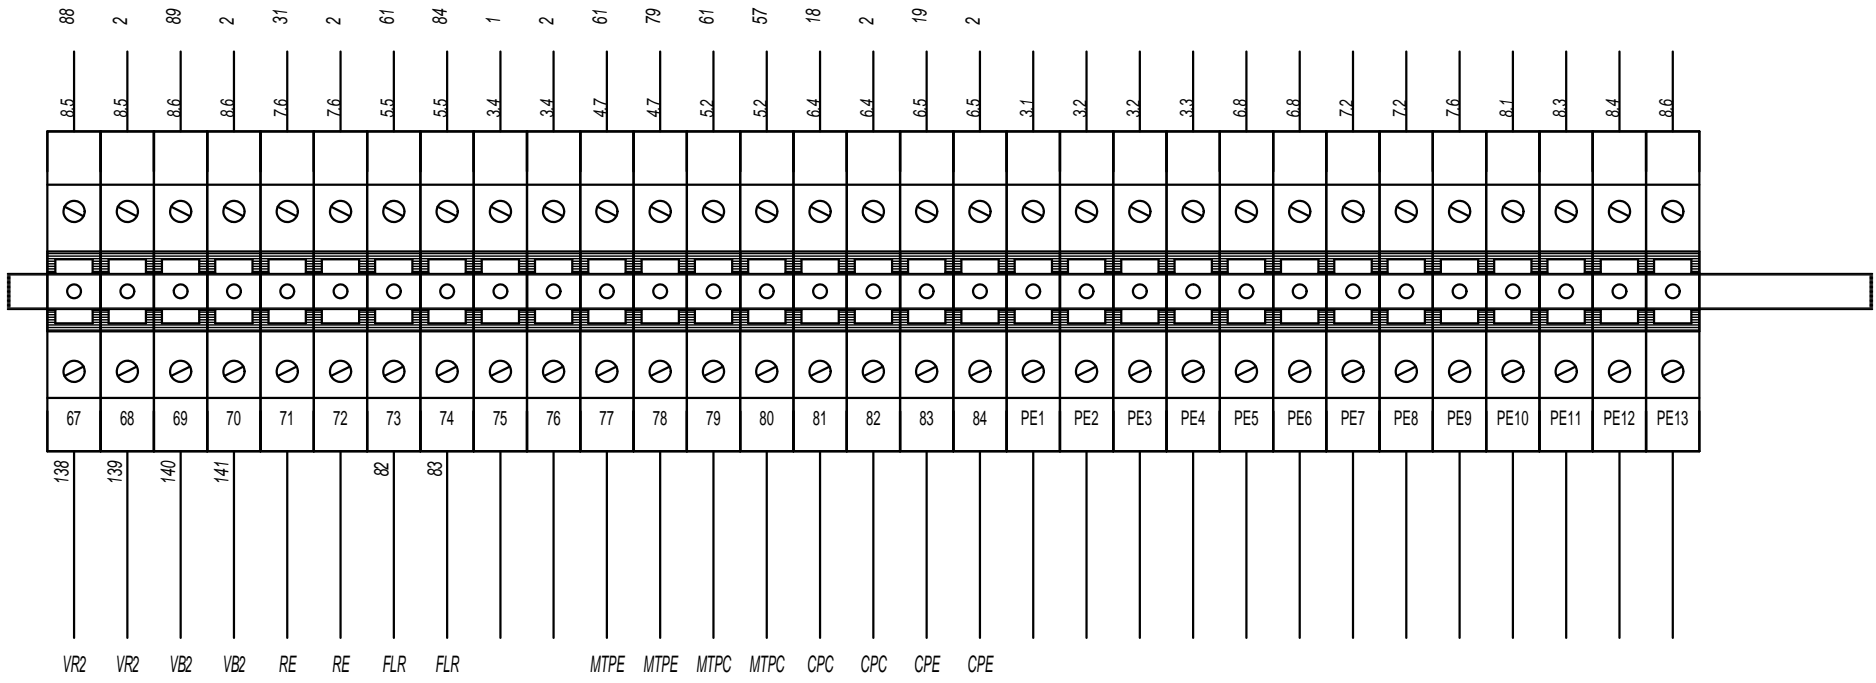 88 2 89 2 31 2 61 84 1 2 61 79 61 57 18 2 19 2
8.5 8.5 8.6 8.6 7.6 7.6 5.5 5.5 3.4 3.4 4.7 4.7 5.2 5.2 6.4 6.4 6.5 6.5 3.1 3.2 3.2 3.3 6.8 6.8 7.2 7.2 7.6 8.1 8.3 8.4 8.6
67 68 69 70 71 72 73 74 75 76 77 78 79 80 81 82 83 84 PE1 PE2 PE3 PE4 PE5 PE6 PE7 PE8 PE9 PE10 PE11 PE12 PE13
138 139 140 141 82 83
VR2 VR2 VB2 VB2 RE RE FLR FLR MTPE MTPE MTPC MTPC CPC CPC CPE CPE